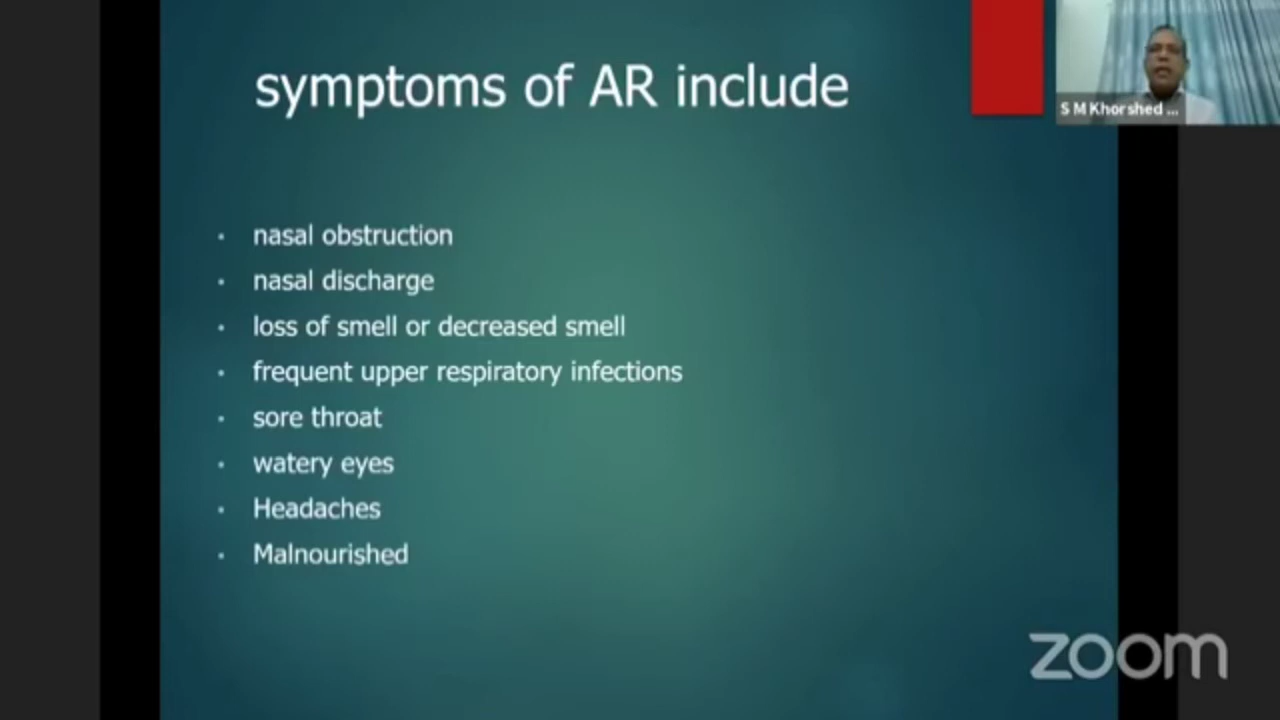 symptoms of AR include
S M Khorshed ...
nasal obstruction
nasal discharge
loss of smell or decreased smell
frequent upper respiratory infections
sore throat
watery eyes
Headaches
Malnourished
zoom